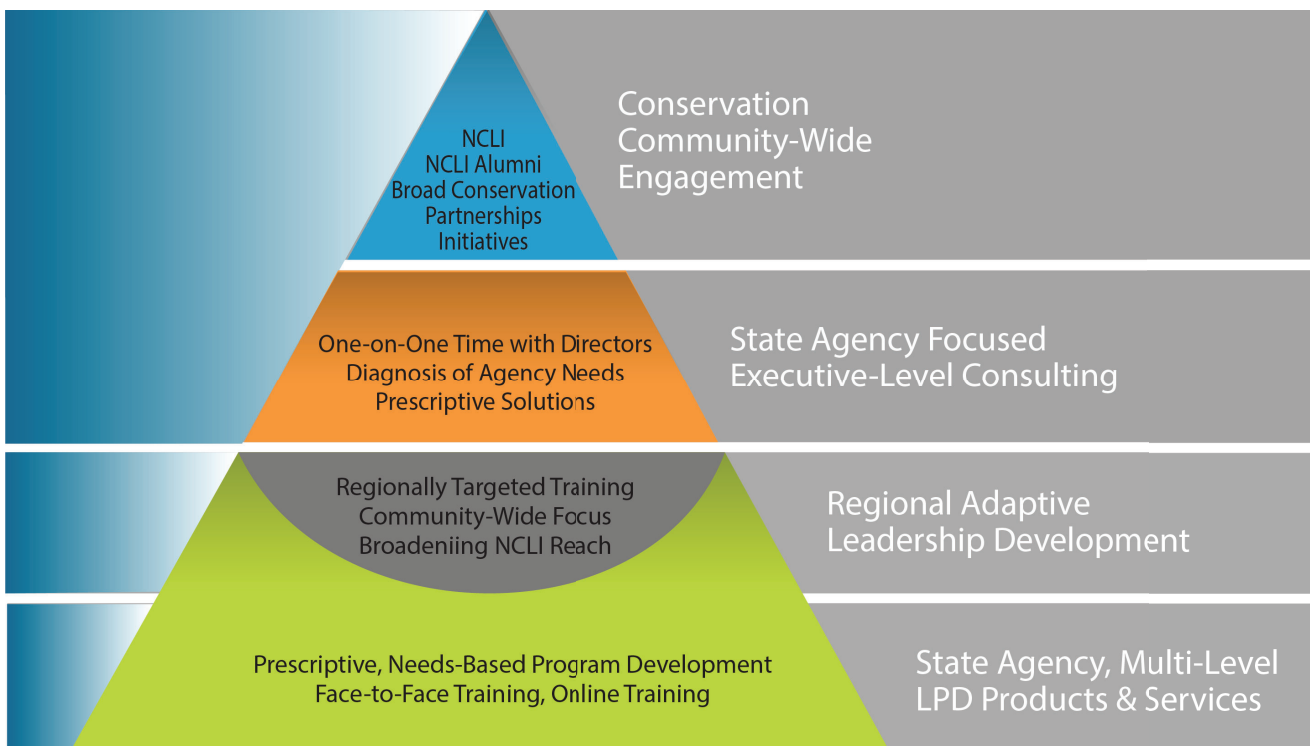 NCLI
NCLI Alumni
Broad Conservation
Partnerships
Initiatives
Conservation
Community-Wide
Engagement
One-on-One Time with Directors
Diagnosis of Agency Needs
Prescriptive Solutions
State Agency Focused
Executive-Level Consulting
Regionally Targeted Training
Community-Wide Focus
Broadeniing NCLI Reach
Regional Adaptive
Leadership Development
Prescriptive, Needs-Based Program Development
Face-to-Face Training, Online Training
State Agency, Multi-Level
LPD Products & Services